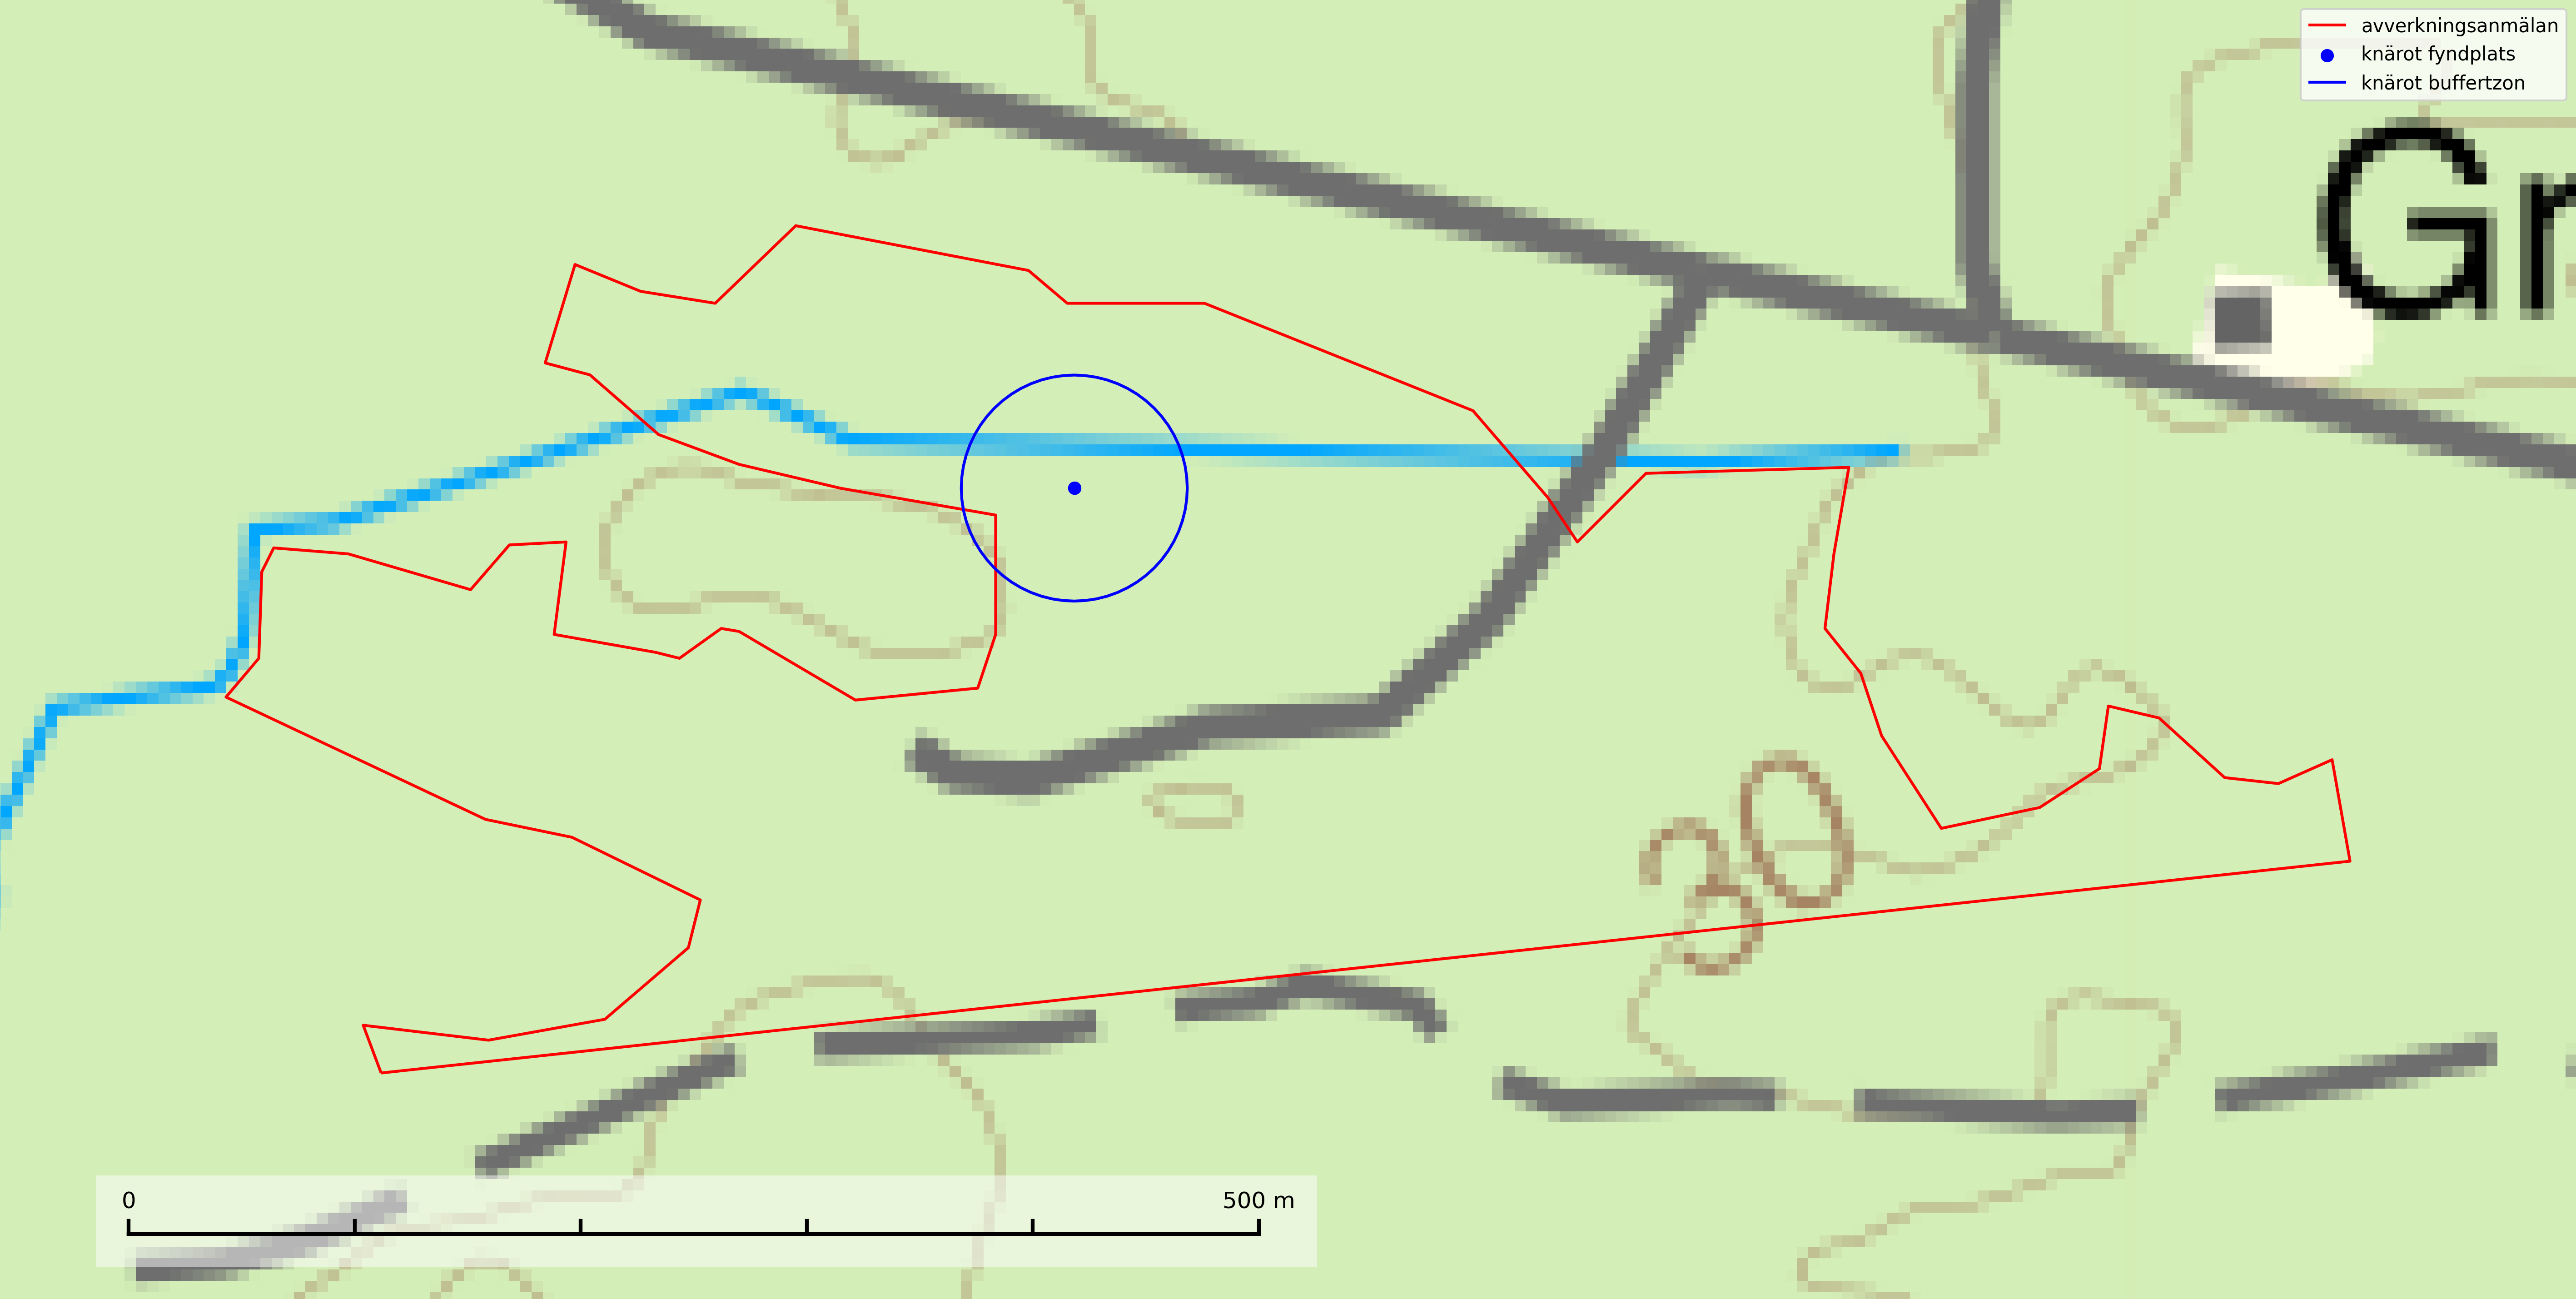 avverkningsanmälan
knärot fyndplats
knärot buffertzon
Gr
30
0 500 m